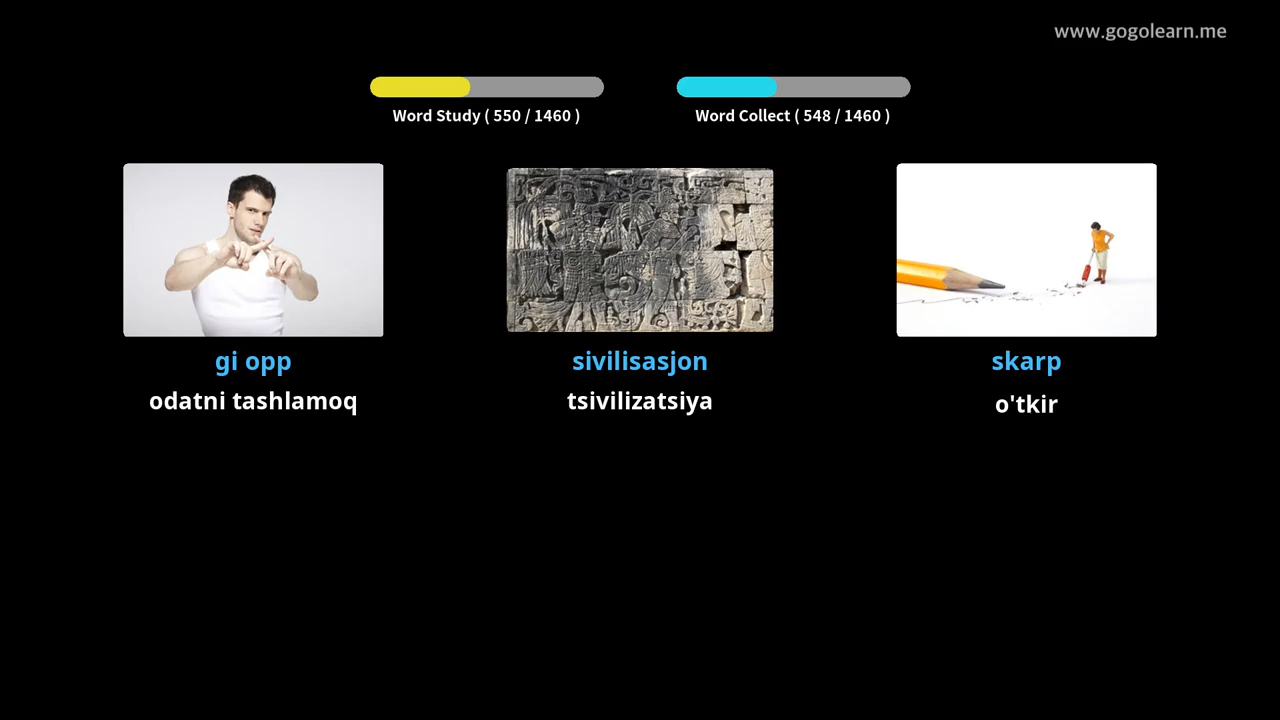 www.gogolearn.me
Word Study ( 550 / 1460 )
Word Collect ( 548 / 1460 )
gi opp
sivilisasjon
skarp
odatni tashlamoq
tsivilizatsiya
o'tkir